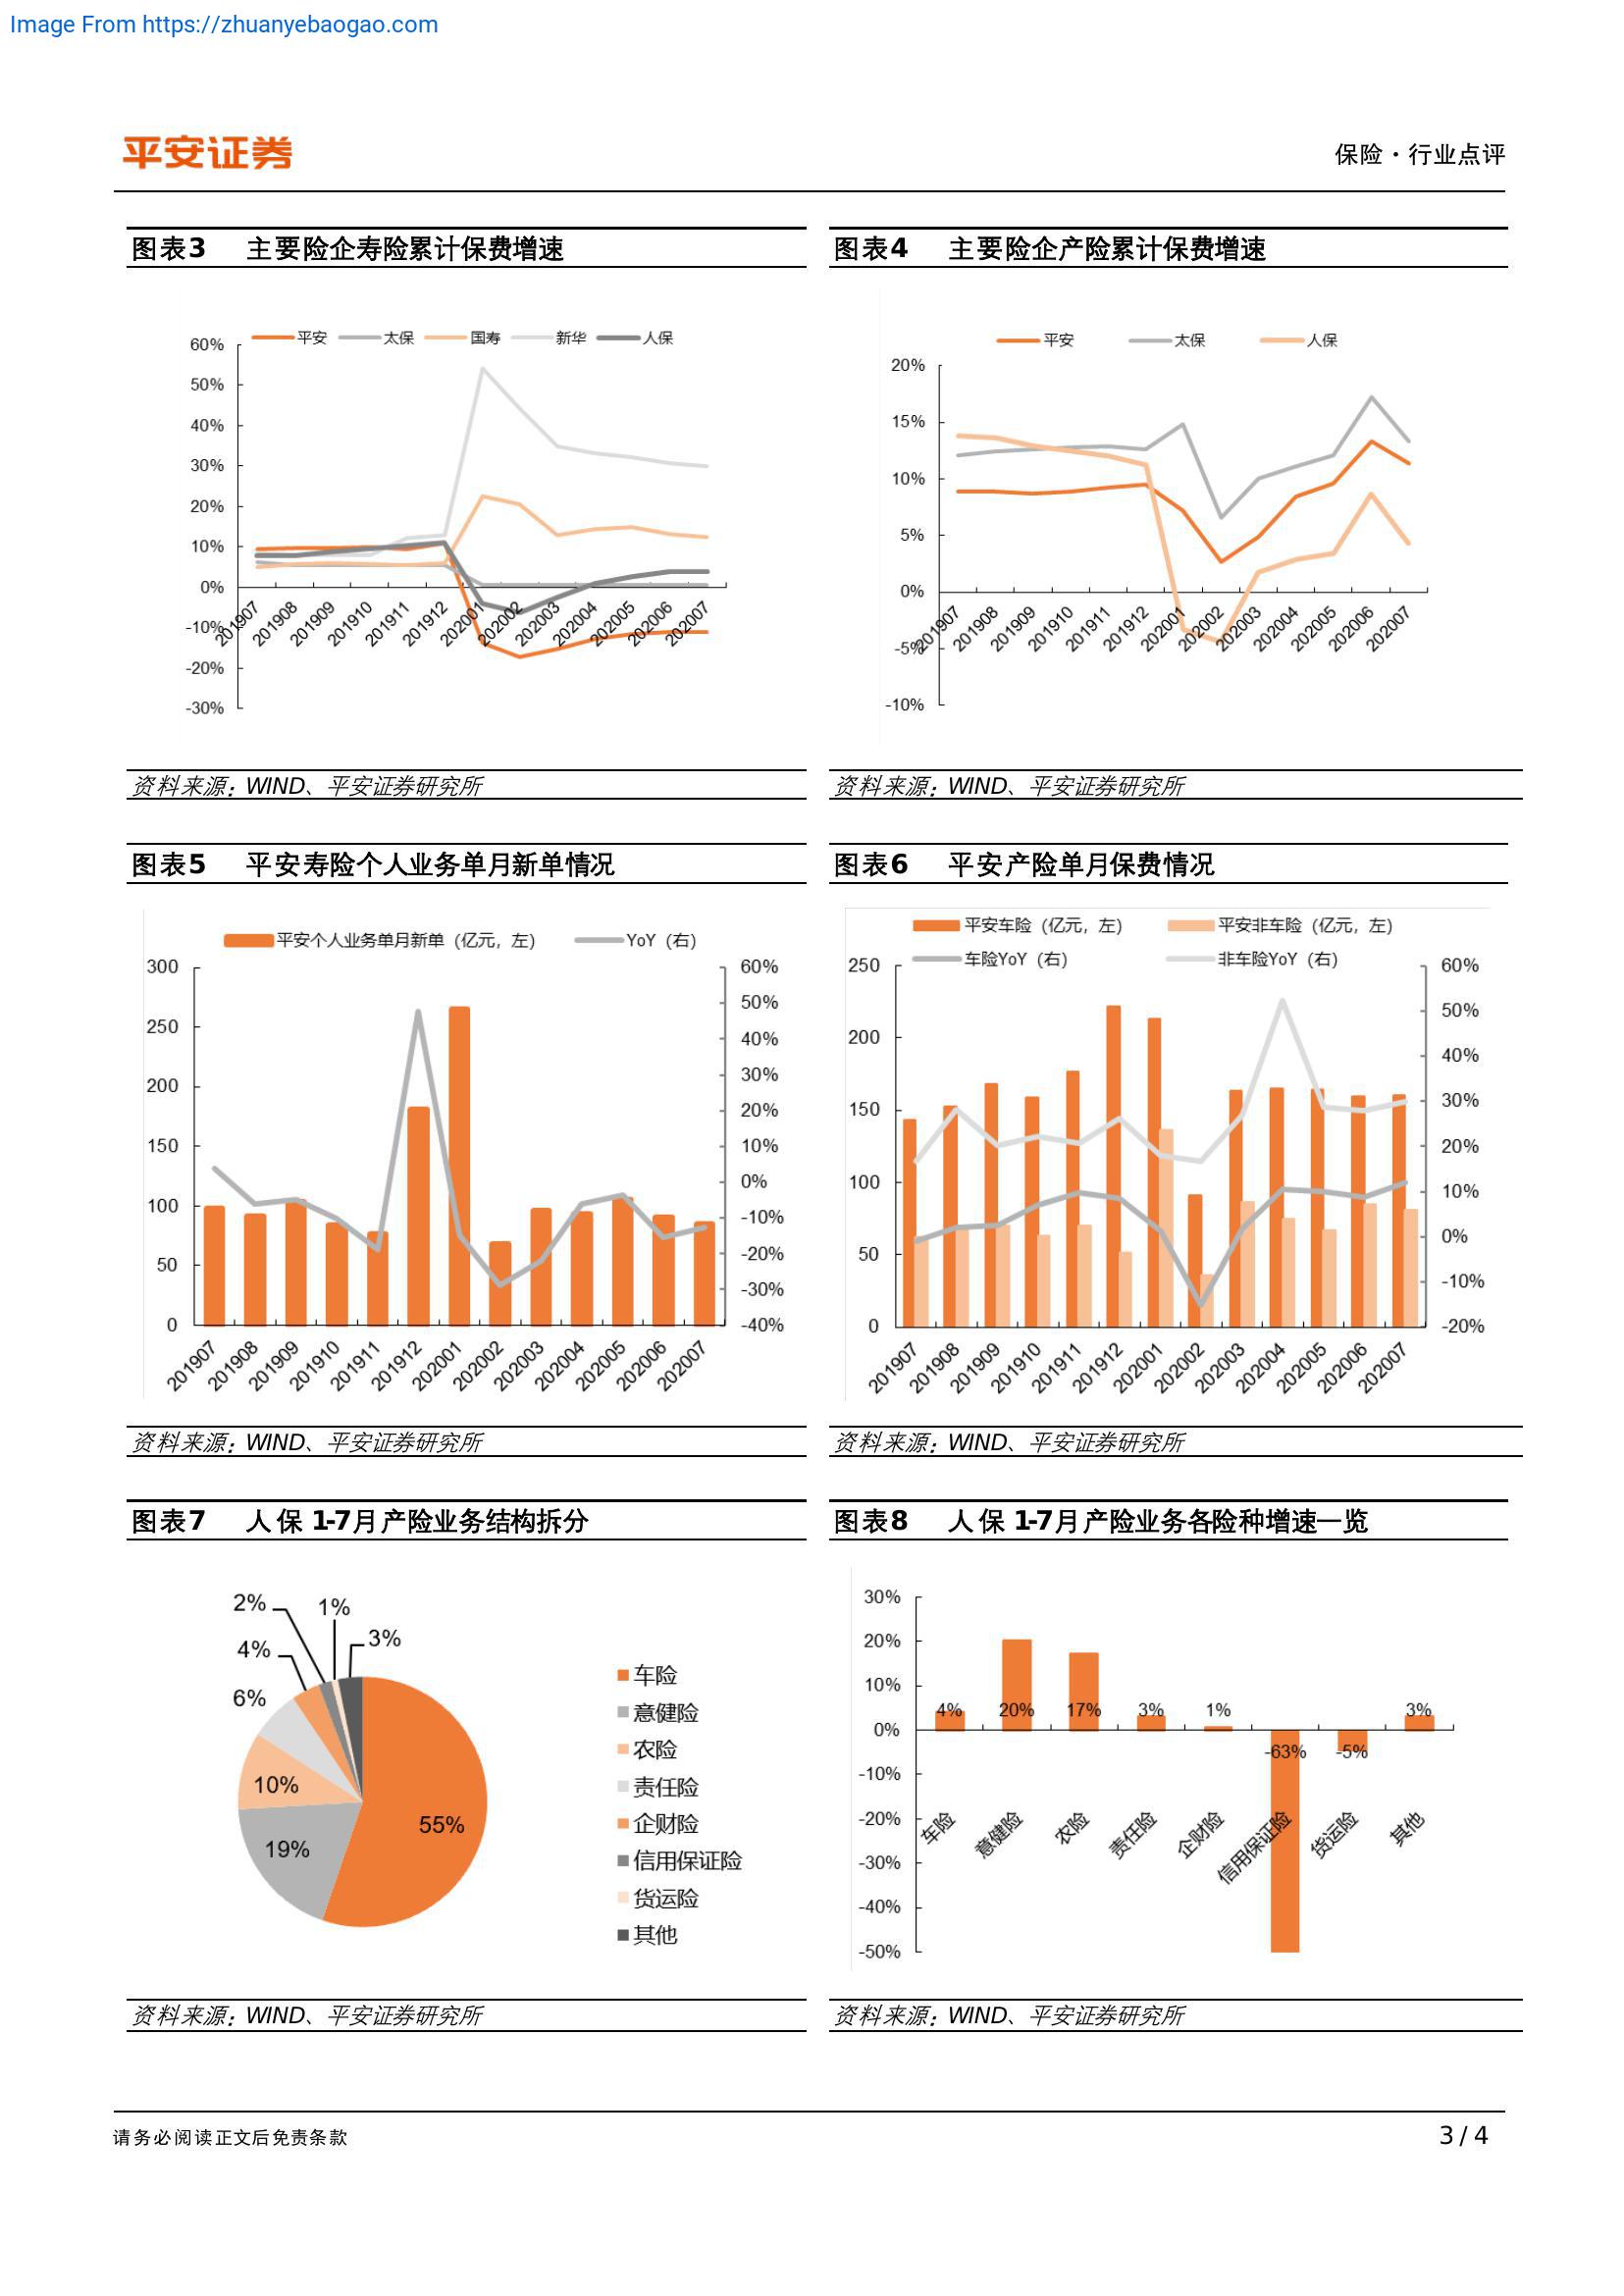 Image From https://zhuanyebaogao.com
平安证券
保险·行业点评
图表3 主要险企寿险累计保费增速
图表4 主要险企产险累计保费增速
平安 太保 国寿 新华 人保
60%
50%
40%
30%
20%
10%
0%
-10%
-20%
-30%
201907 201908 201909 201910 201911 201912 202001 202002 202003 202004 202005 202006 202007
平安 太保 人保
20%
15%
10%
5%
0%
-5%
-10%
201907 201908 201909 201910 201911 201912 202001 202002 202003 202004 202005 202006 202007
资料来源：WIND、平安证券研究所
资料来源：WIND、平安证券研究所
图表5 平安寿险个人业务单月新单情况
图表6 平安产险单月保费情况
平安个人业务单月新单（亿元，左） YoY（右）
300
250
200
150
100
50
0
60%
50%
40%
30%
20%
10%
0%
-10%
-20%
-30%
-40%
201907 201908 201909 201910 201911 201912 202001 202002 202003 202004 202005 202006 202007
平安车险（亿元，左） 平安非车险（亿元，左）
车险YoY（右） 非车险YoY（右）
250
200
150
100
50
0
60%
50%
40%
30%
20%
10%
0%
-10%
-20%
201907 201908 201909 201910 201911 201912 202001 202002 202003 202004 202005 202006 202007
资料来源：WIND、平安证券研究所
资料来源：WIND、平安证券研究所
图表7 人保 1-7月产险业务结构拆分
图表8 人保 1-7月产险业务各险种增速一览
2%
1%
3%
4%
6%
10%
19%
55%
车险
意健险
农险
责任险
企财险
信用保证险
货运险
其他
30%
20%
10%
0%
-10%
-20%
-30%
-40%
-50%
4% 20% 17% 3% 1% -63% -5% 3%
车险 意健险 农险 责任险 企财险 信用保证险 货运险 其他
资料来源：WIND、平安证券研究所
资料来源：WIND、平安证券研究所
请务必阅读正文后免责条款
3 / 4